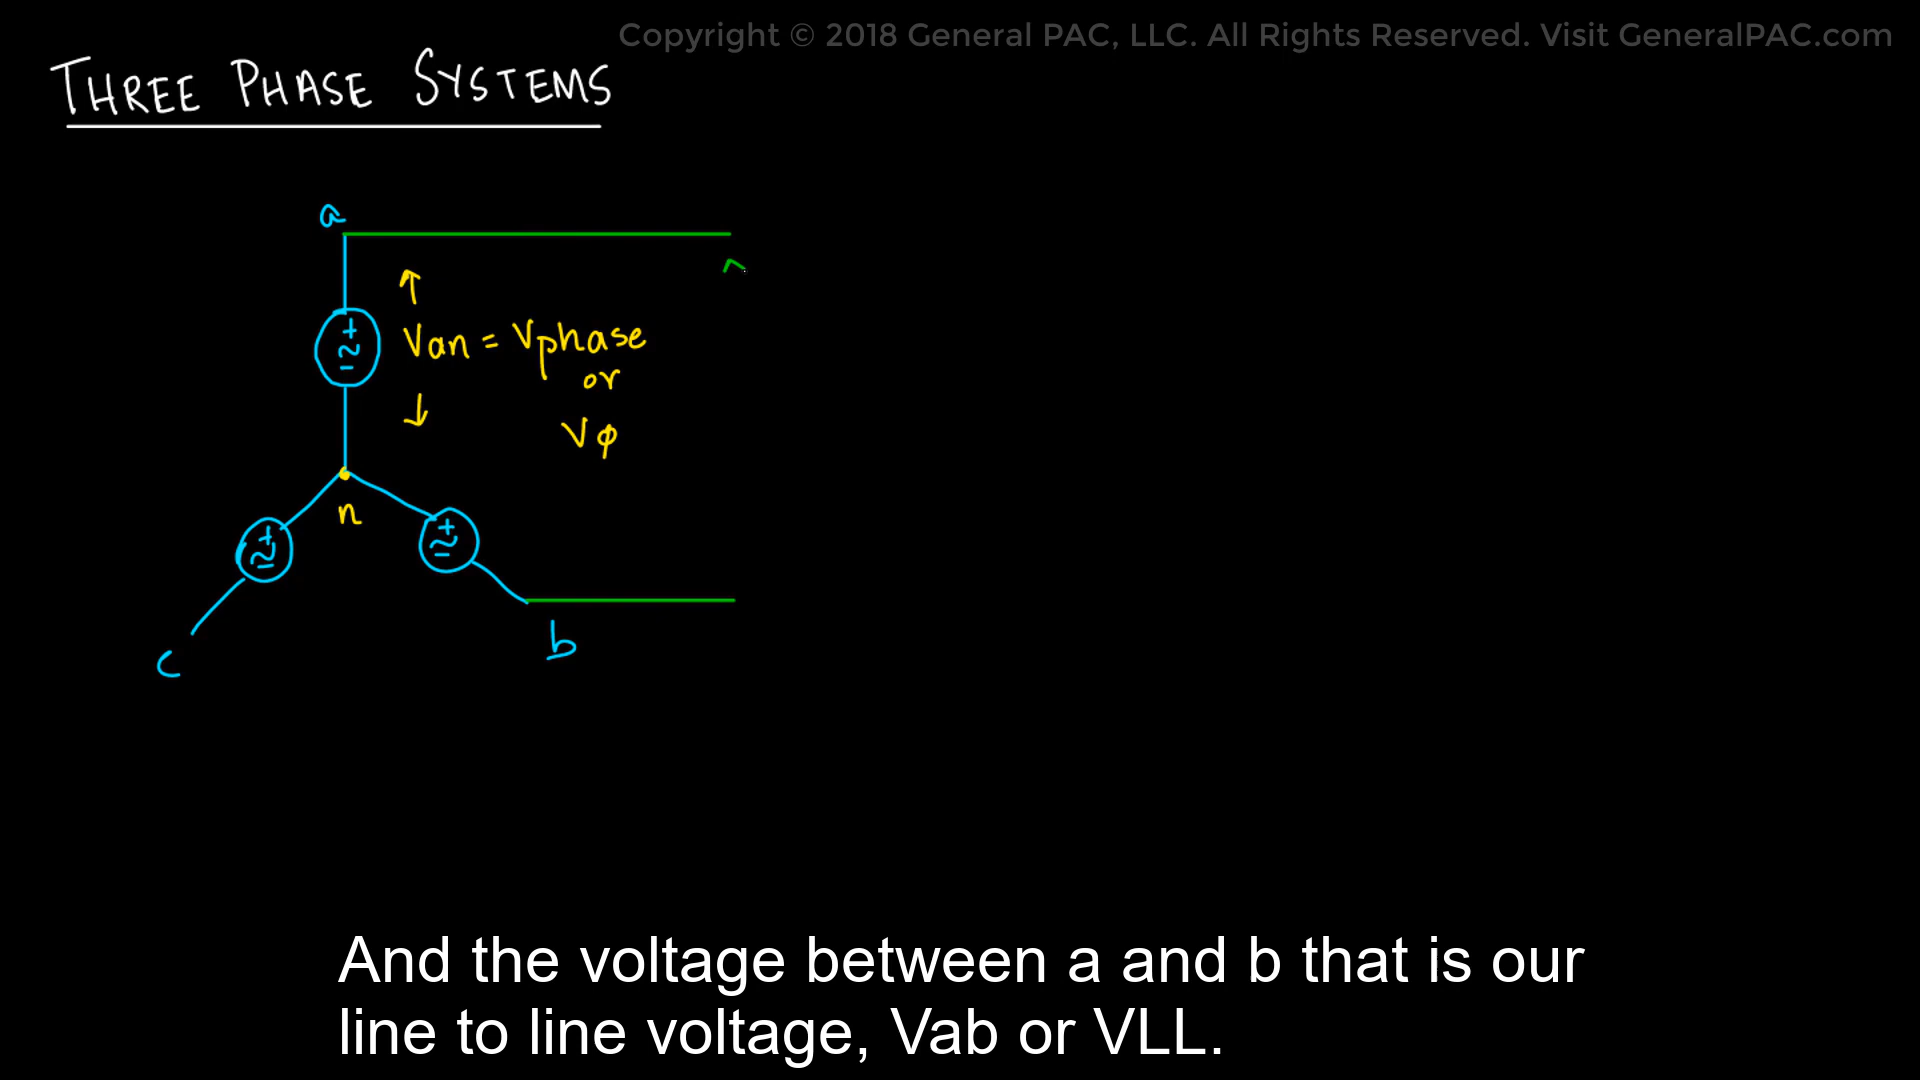 Copyright © 2018 General PAC, LLC. All Rights Reserved. Visit GeneralPAC.com
THREE PHASE SYSTEMS
a
+
~
-
Van = Vphase
or
Vφ
n
+
~
-
+
~
-
b
c
And the voltage between a and b that is our
line to line voltage, Vab or VLL.